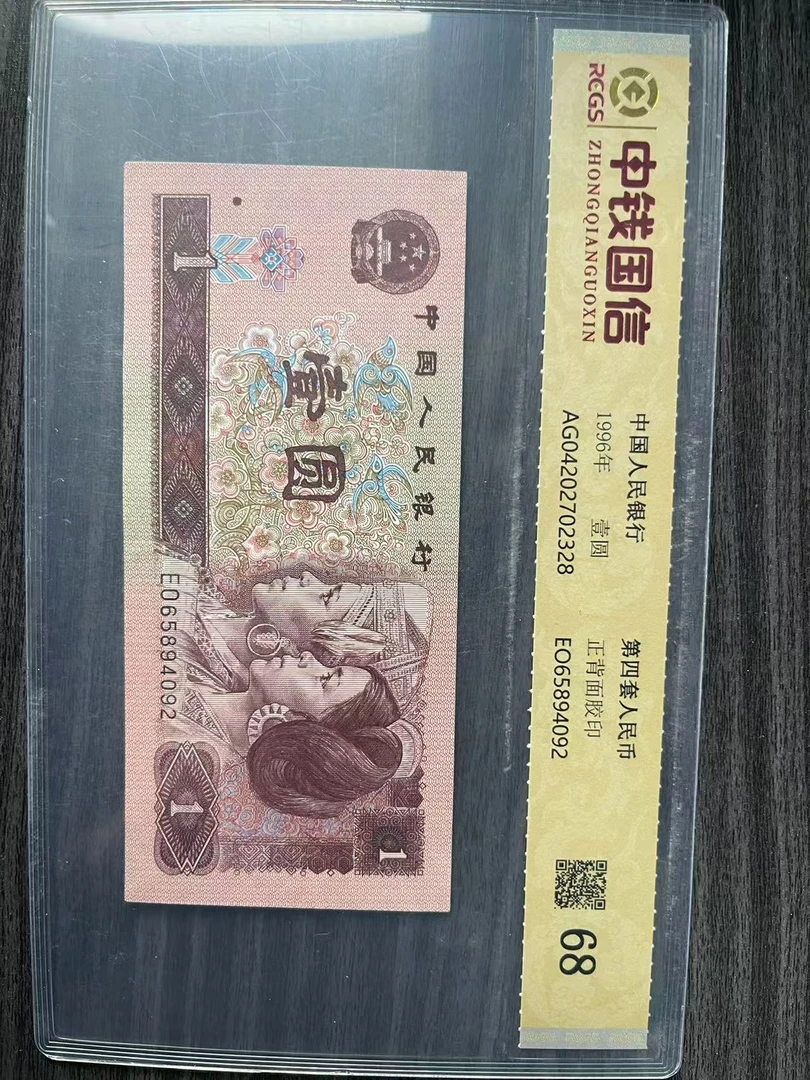 RCGS
中钱国信
ZHONGQIANGUOXIN
中国人民银行
1996年 壹圆
AG04202702328
第四套人民币
正背面胶印
EO65894092
68
中国人民银行
壹圆
1
EO65894092
1
1